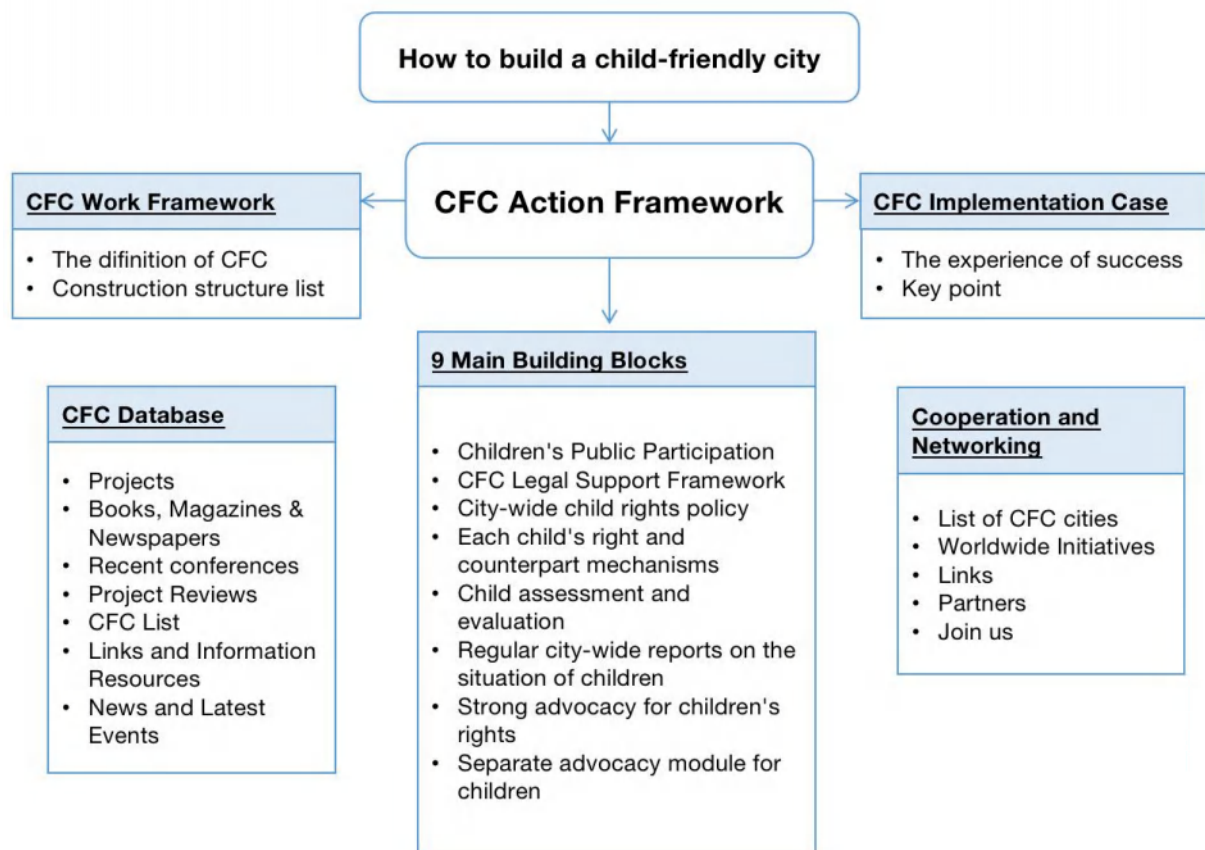 How to build a child-friendly city
CFC Action Framework
CFC Work Framework
• The difinition of CFC
• Construction structure list
CFC Implementation Case
• The experience of success
• Key point
CFC Database
• Projects
• Books, Magazines &
Newspapers
• Recent conferences
• Project Reviews
• CFC List
• Links and Information
Resources
• News and Latest
Events
9 Main Building Blocks
• Children's Public Participation
• CFC Legal Support Framework
• City-wide child rights policy
• Each child's right and
counterpart mechanisms
• Child assessment and
evaluation
• Regular city-wide reports on the
situation of children
• Strong advocacy for children's
rights
• Separate advocacy module for
children
Cooperation and
Networking
• List of CFC cities
• Worldwide Initiatives
• Links
• Partners
• Join us